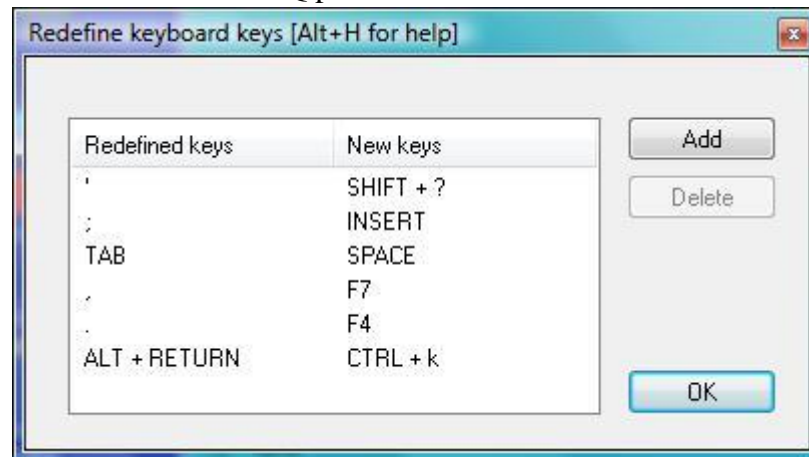 Redefine keyboard keys [Alt+H for help]
Redefined keys New keys Add
' SHIFT + ? Delete
; INSERT
TAB SPACE
, F7
. F4
ALT + RETURN CTRL + k
OK